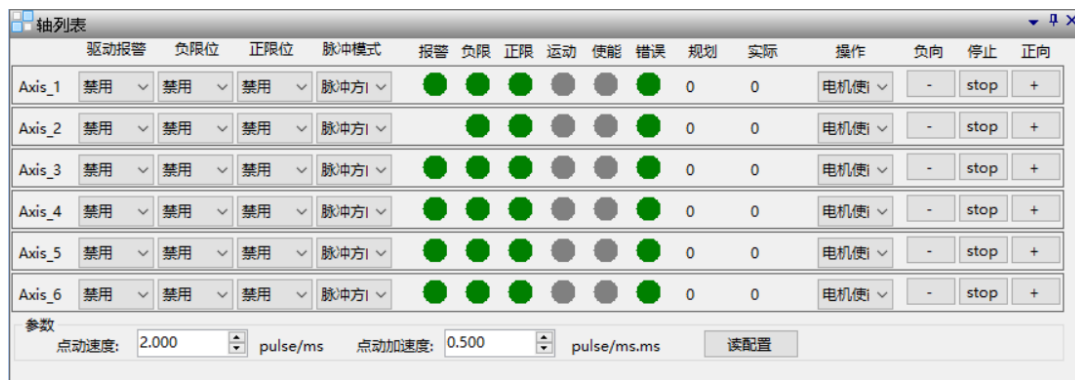 轴列表
驱动报警 负限位 正限位 脉冲模式 报警 负限 正限 运动 使能 错误 规划 实际 操作 负向 停止 正向
Axis_1 禁用 禁用 禁用 脉冲方 0 0 电机使 - stop +
Axis_2 禁用 禁用 禁用 脉冲方 0 0 电机使 - stop +
Axis_3 禁用 禁用 禁用 脉冲方 0 0 电机使 - stop +
Axis_4 禁用 禁用 禁用 脉冲方 0 0 电机使 - stop +
Axis_5 禁用 禁用 禁用 脉冲方 0 0 电机使 - stop +
Axis_6 禁用 禁用 禁用 脉冲方 0 0 电机使 - stop +
参数
点动速度: 2.000 pulse/ms 点动加速度: 0.500 pulse/ms.ms 读配置